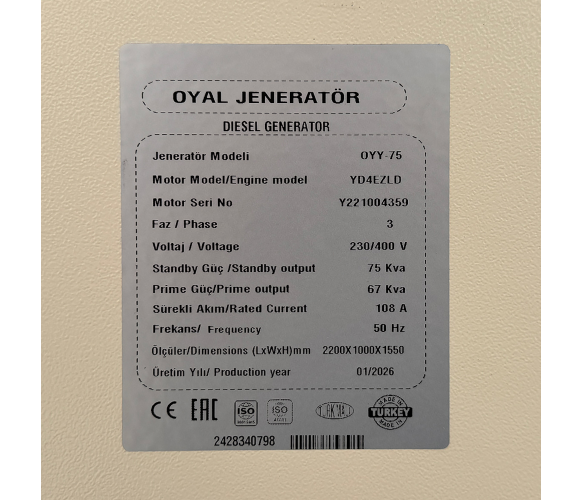 OYAL JENERATÖR
DIESEL GENERATOR
Jeneratör Modeli OYY-75
Motor Model/Engine model YD4EZLD
Motor Seri No Y221004359
Faz / Phase 3
Voltaj / Voltage 230/400 V
Standby Güç /Standby output 75 Kva
Prime Güç/Prime output 67 Kva
Sürekli Akım/Rated Current 108 A
Frekans/ Frequency 50 Hz
Ölçüler/Dimensions (LxWxH)mm 2200X1000X1550
Üretim Yılı/ Production year 01/2026
CE EAC ISO ISO MADE IN TURKEY MADE IN
2428340798